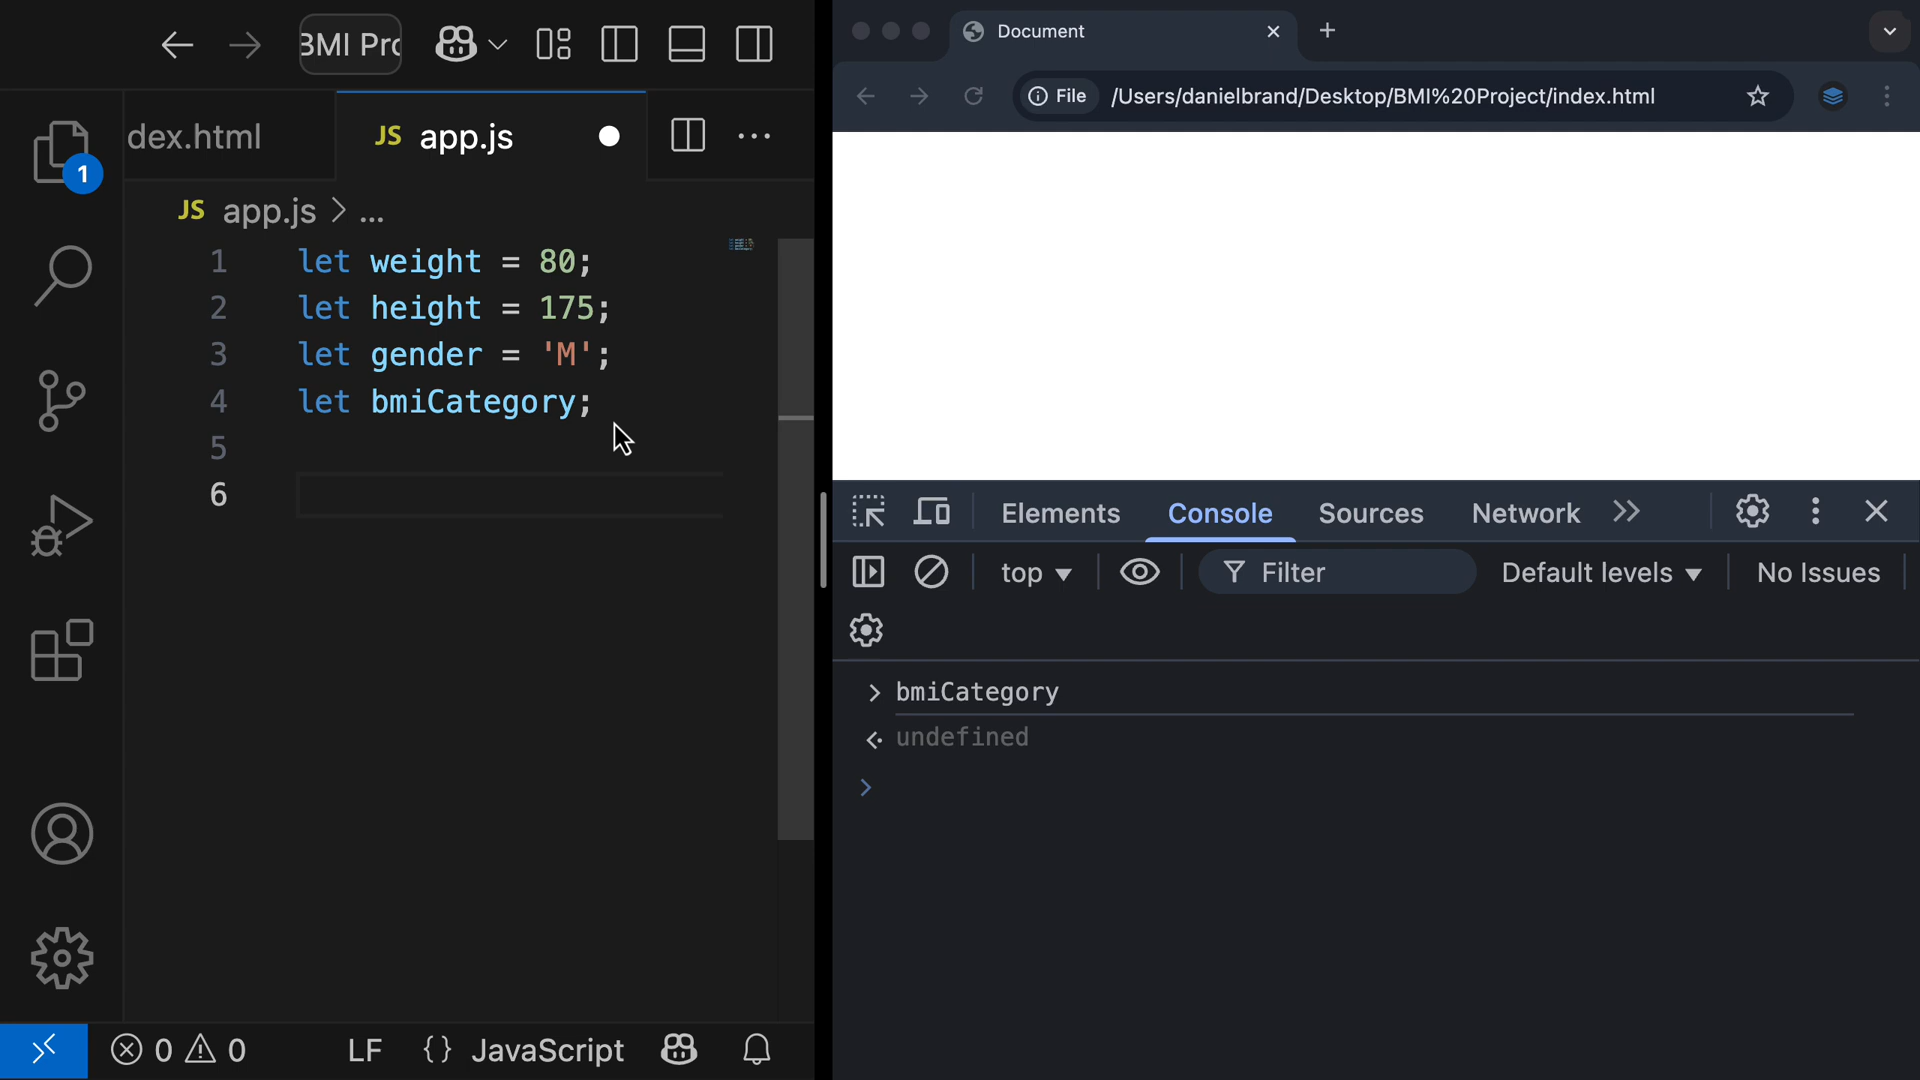 BMI Pro
dex.html
JS app.js
1
JS app.js > ...
1 let weight = 80;
2 let height = 175;
3 let gender = 'M';
4 let bmiCategory;
5
6
0 0 LF {} JavaScript
Document
File /Users/danielbrand/Desktop/BMI%20Project/index.html
Elements Console Sources Network
top Filter Default levels No Issues
> bmiCategory
undefined
>